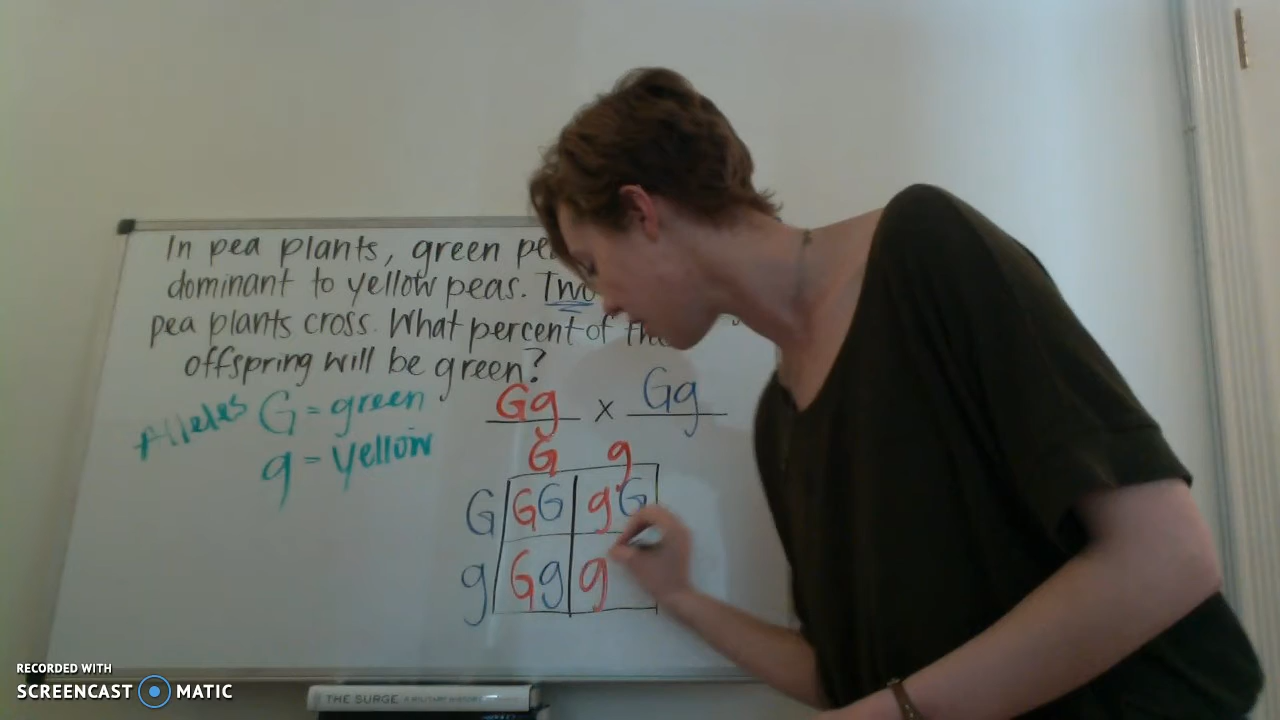 In pea plants, green
dominant to yellow peas. Two
pea plants cross. What percent of
offspring will be green?
Alleles G = green
g = yellow
Gg x Gg
G g
G GG gG
g Gg g
RECORDED WITH
SCREENCAST MATIC
THE SURGE